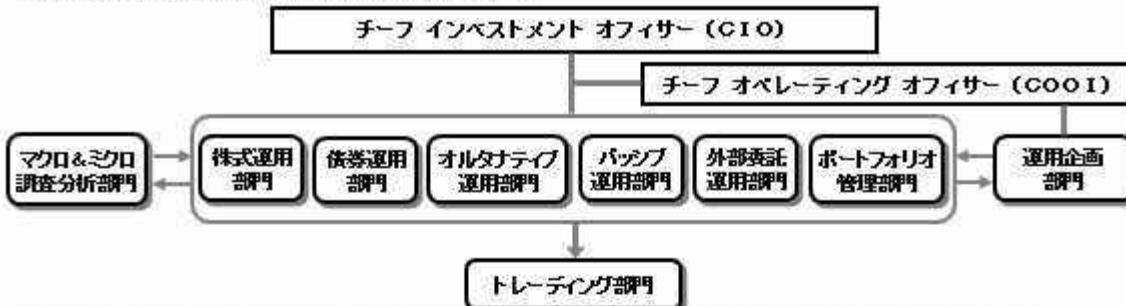 チーフ インベストメント オフィサー (CIO)
チーフ オペレーティング オフィサー (COOI)
マクロ&ミクロ
調査分析部門
株式運用
部門
債券運用
部門
オルタナティブ
運用部門
パッシブ
運用部門
外部委託
運用部門
ポートフォリオ
管理部門
運用企画
部門
トレーディング部門